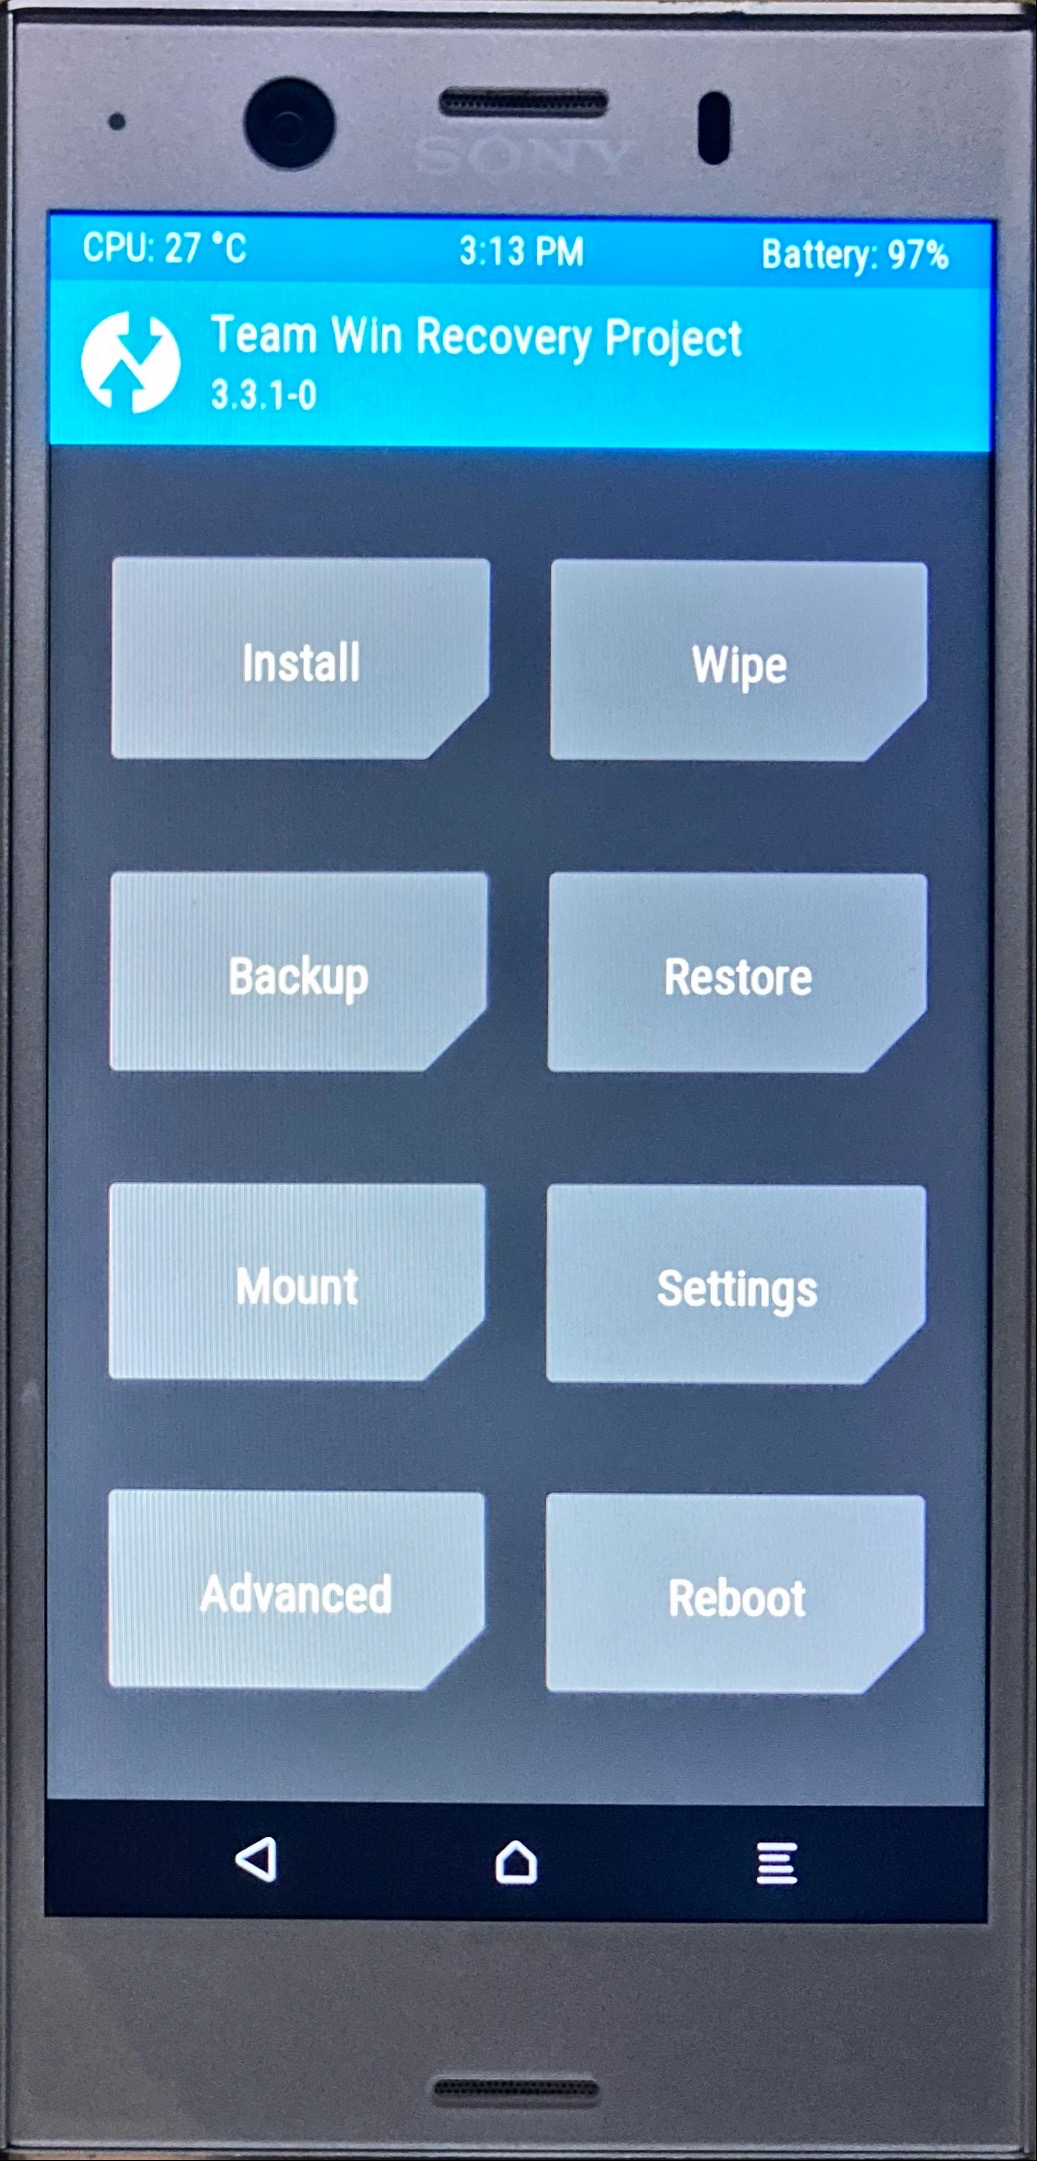 SONY
CPU: 27 °C 3:13 PM Battery: 97%
Team Win Recovery Project
3.3.1-0
Install Wipe
Backup Restore
Mount Settings
Advanced Reboot